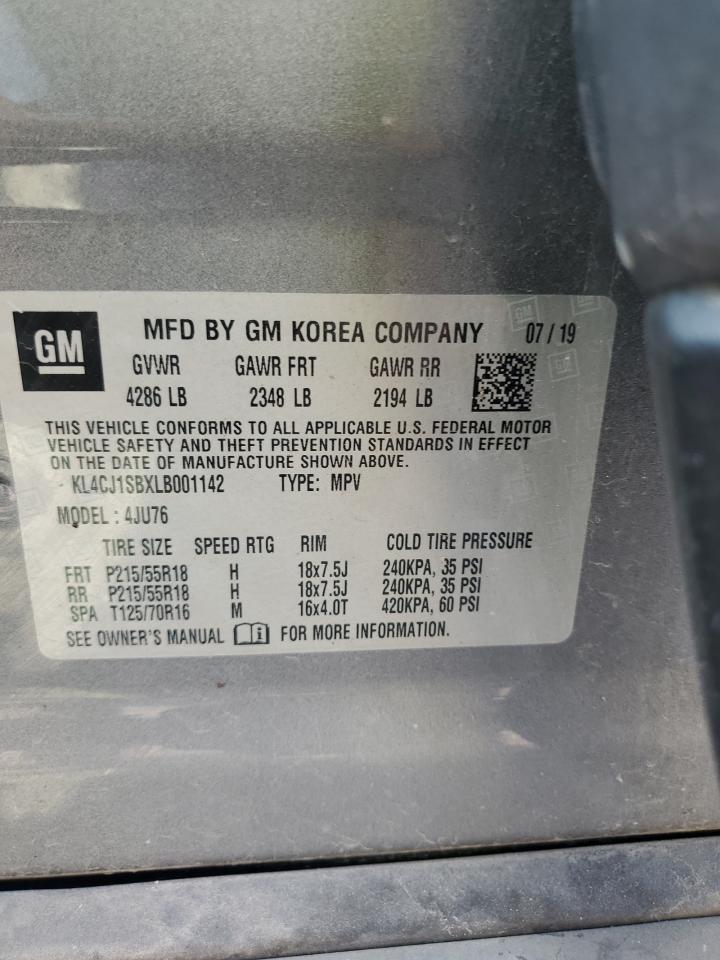 GM
MFD BY GM KOREA COMPANY 07/19
GVWR GAWR FRT GAWR RR
4286 LB 2348 LB 2194 LB
THIS VEHICLE CONFORMS TO ALL APPLICABLE U.S. FEDERAL MOTOR
VEHICLE SAFETY AND THEFT PREVENTION STANDARDS IN EFFECT
ON THE DATE OF MANUFACTURE SHOWN ABOVE.
KL4CJ1SBXLB001142 TYPE: MPV
MODEL: 4JU76
TIRE SIZE SPEED RTG RIM COLD TIRE PRESSURE
FRT P215/55R18 H 18x7.5J 240KPA, 35 PSI
RR P215/55R18 H 18x7.5J 240KPA, 35 PSI
SPA T125/70R16 M 16x4.0T 420KPA, 60 PSI
SEE OWNER'S MANUAL FOR MORE INFORMATION.